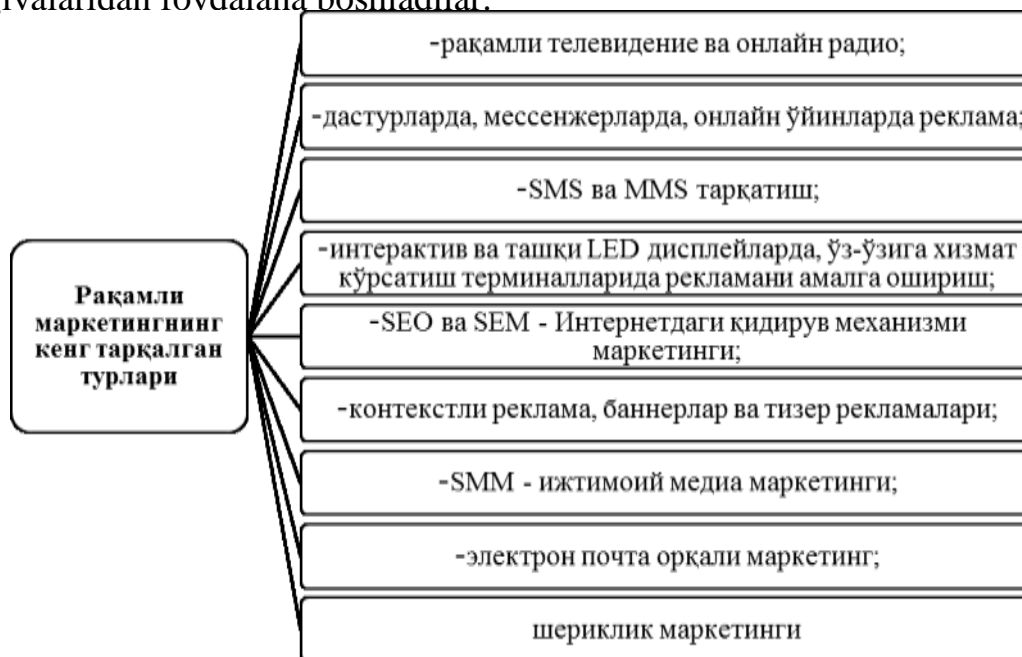 фойдалана бошладилар.
-рақамли телевидение ва онлайн радио;
-дастурларда, мессенжерларда, онлайн ўйинларда реклама;
-SMS ва MMS тарқатиш;
-интерактив ва ташқи LED дисплейларда, ўз-ўзига хизмат
кўрсатиш терминалларида рекламани амалга ошириш;
Рақамли
маркетингнинг
кенг тарқалган
турлари
-SEO ва SEM - Интернетдаги қидирув механизми
маркетинги;
-контекстли реклама, баннерлар ва тизер рекламалари;
-SMM - ижтимоий медиа маркетинги;
-электрон почта орқали маркетинг;
шериклик маркетинги